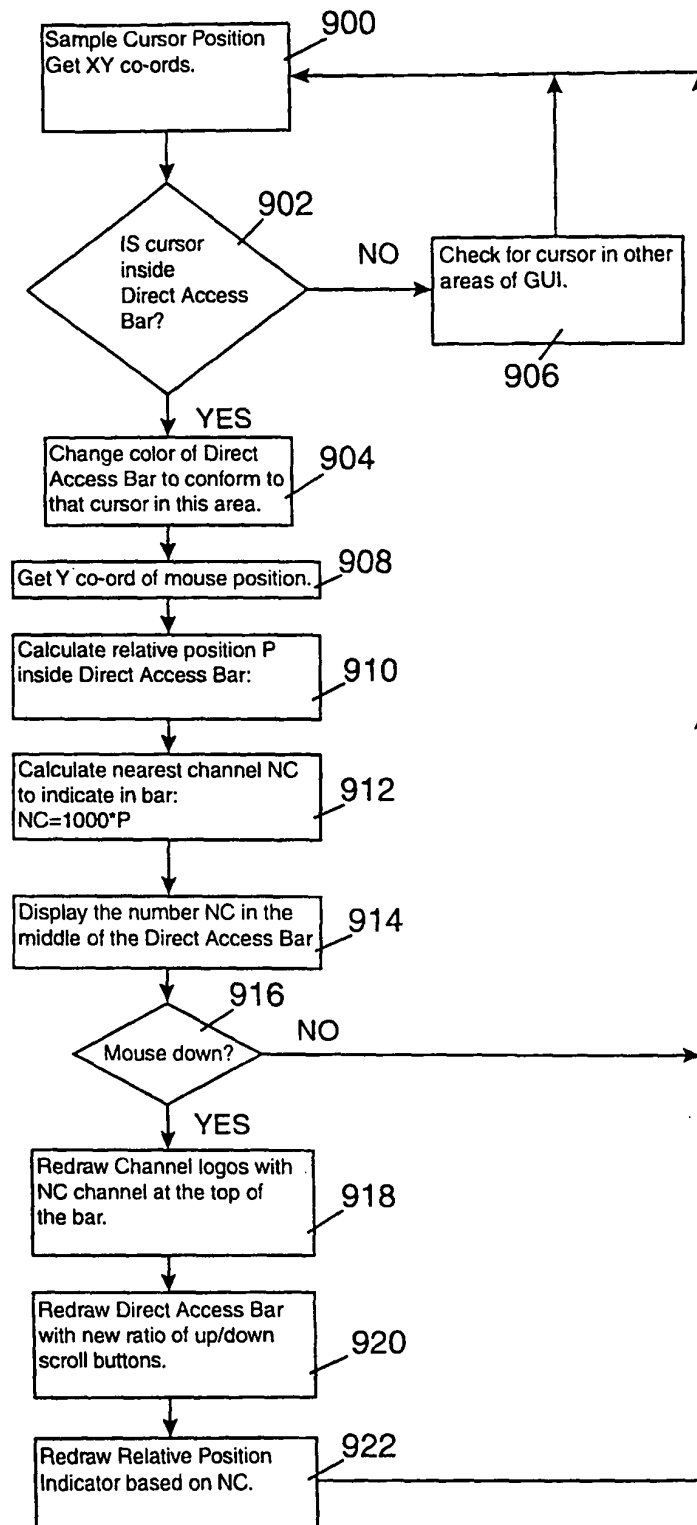 900
Sample Cursor Position
Get XY co-ords.
902
IS cursor
inside
Direct Access
Bar?
NO
Check for cursor in other
areas of GUI.
906
YES
Change color of Direct
Access Bar to conform to
that cursor in this area.
904
Get Y co-ord of mouse position.
908
Calculate relative position P
inside Direct Access Bar:
910
Calculate nearest channel NC
to indicate in bar:
NC=1000*P
912
Display the number NC in the
middle of the Direct Access Bar
914
916
Mouse down?
NO
YES
Redraw Channel logos with
NC channel at the top of
the bar.
918
Redraw Direct Access Bar
with new ratio of up/down
scroll buttons.
920
Redraw Relative Position
Indicator based on NC.
922